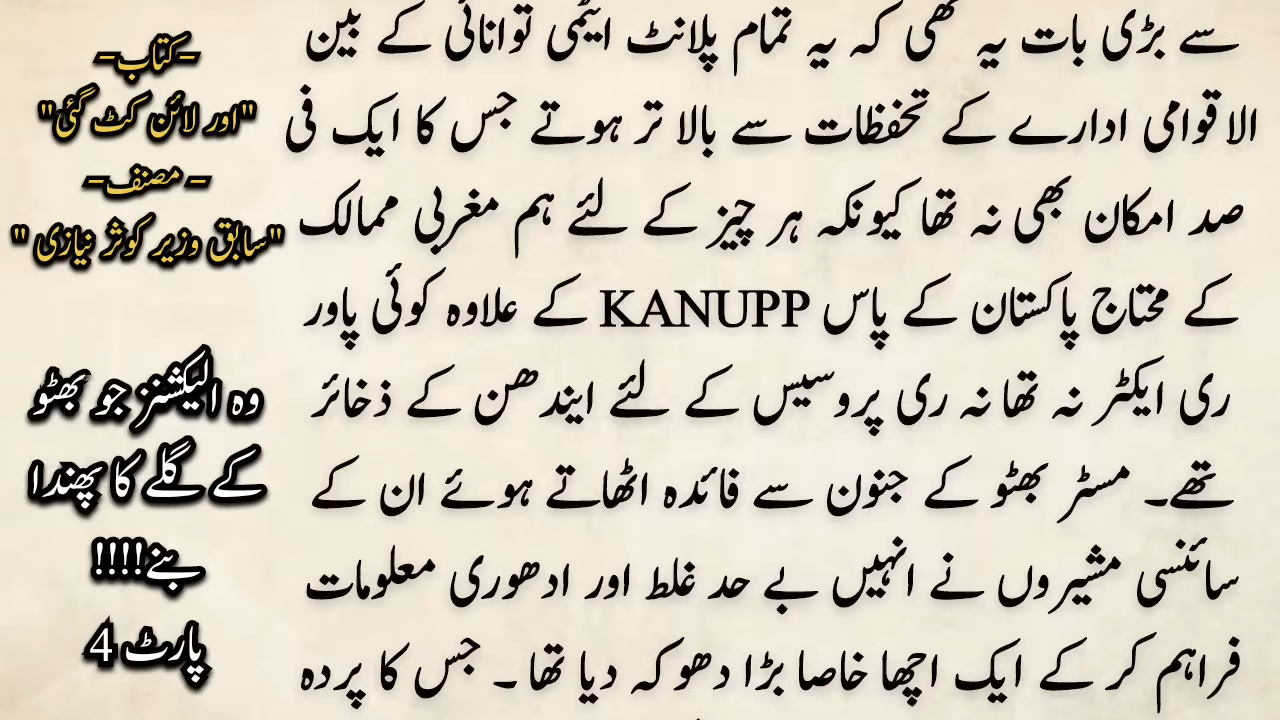 سے بڑی بات یہ تھی کہ یہ تمام پلانٹ ایٹمی توانائی کے بین
الاقوامی ادارے کے تحفظات سے بالا تر ہوتے جس کا ایک فی
صد امکان بھی نہ تھا کیونکہ ہر چیز کے لئے ہم مغربی ممالک
کے محتاج پاکستان کے پاس KANUPP کے علاوہ کوئی پاور
ری ایکٹر نہ تھا نہ ری پروسیس کے لئے ایندھن کے ذخائر
تھے۔ مسٹر بھٹو کے جنون سے فائدہ اٹھاتے ہوئے ان کے
سائنسی مشیروں نے انہیں بے حد غلط اور ادھوری معلومات
فراہم کر کے ایک اچھا خاصا بڑا دھوکہ دیا تھا۔ جس کا پردہ
-کتاب-
"اور لائن کٹ گئی"
- مصنف-
"سابق وزیر کوثر نیازی "
وہ الیکشنز جو بھٹو
کے گلے کا پھندا
بنے!!!!
پارٹ 4